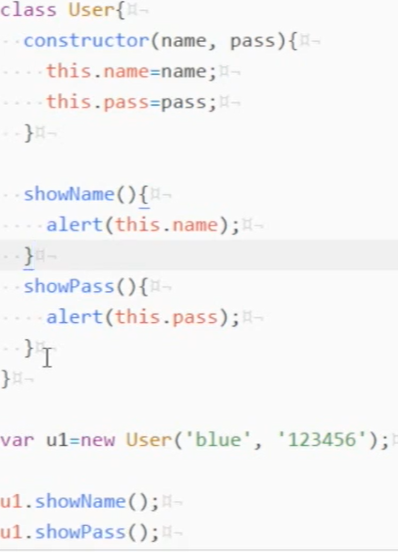 class User{
  constructor(name, pass){
    this.name=name;
    this.pass=pass;
  }

  showName(){
    alert(this.name);
  }
  showPass(){
    alert(this.pass);
  }
}

var u1=new User('blue', '123456');

u1.showName();
u1.showPass();